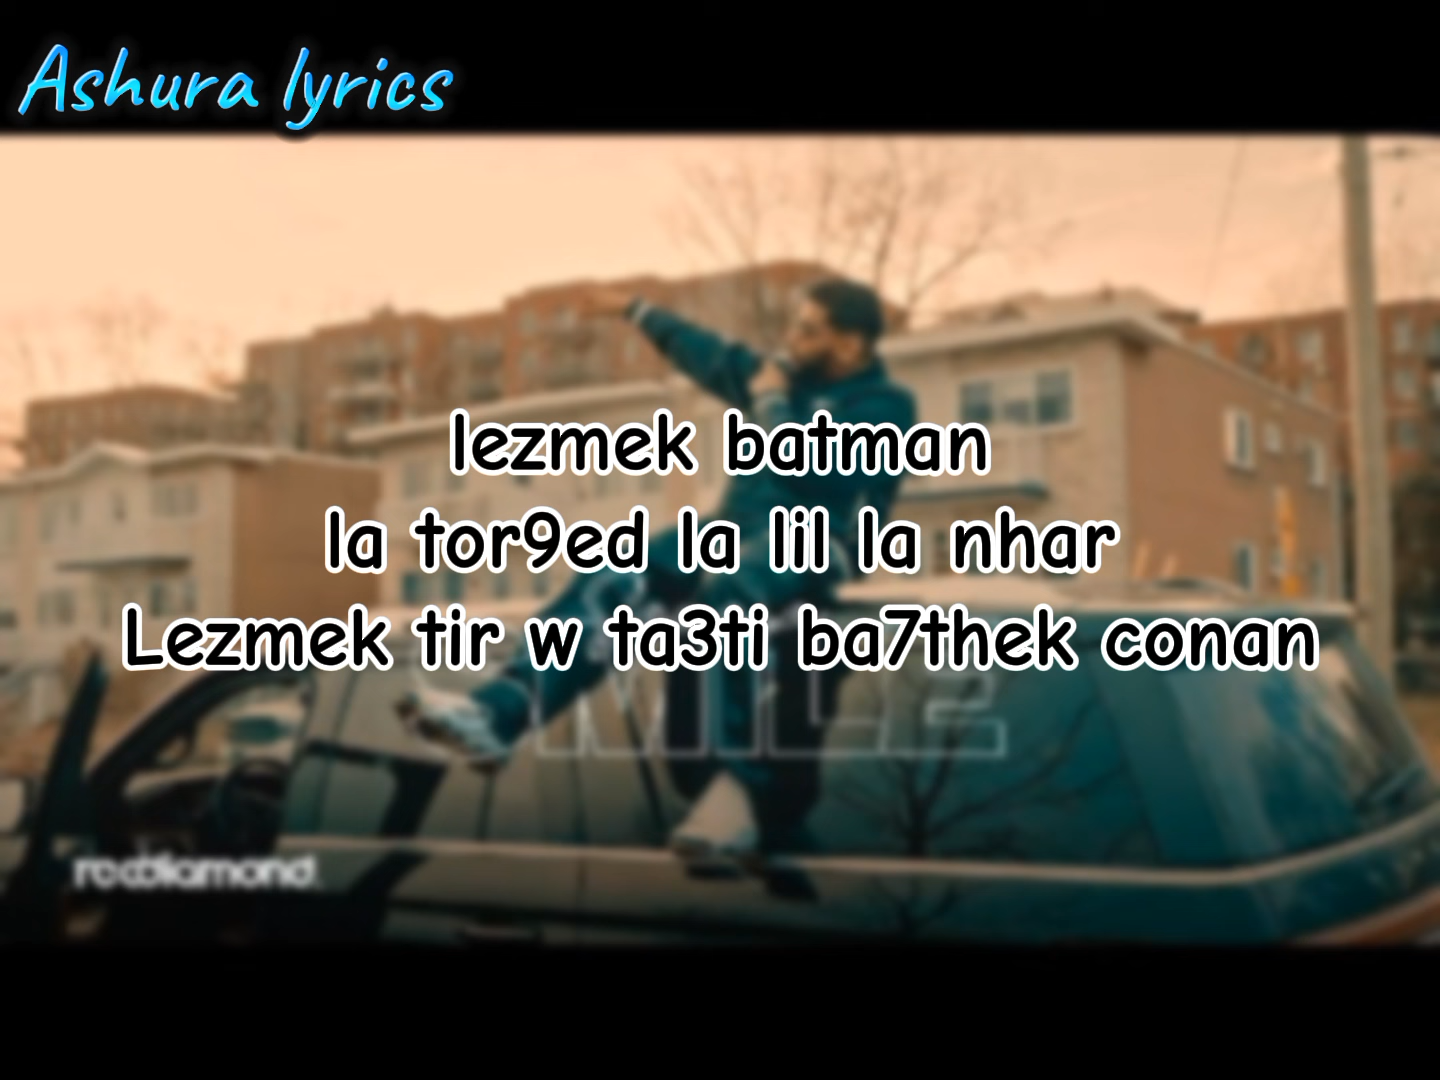 Ashura lyrics
lezmek batman
la tor9ed la lil la nhar
Lezmek tir w ta3ti ba7thek conan